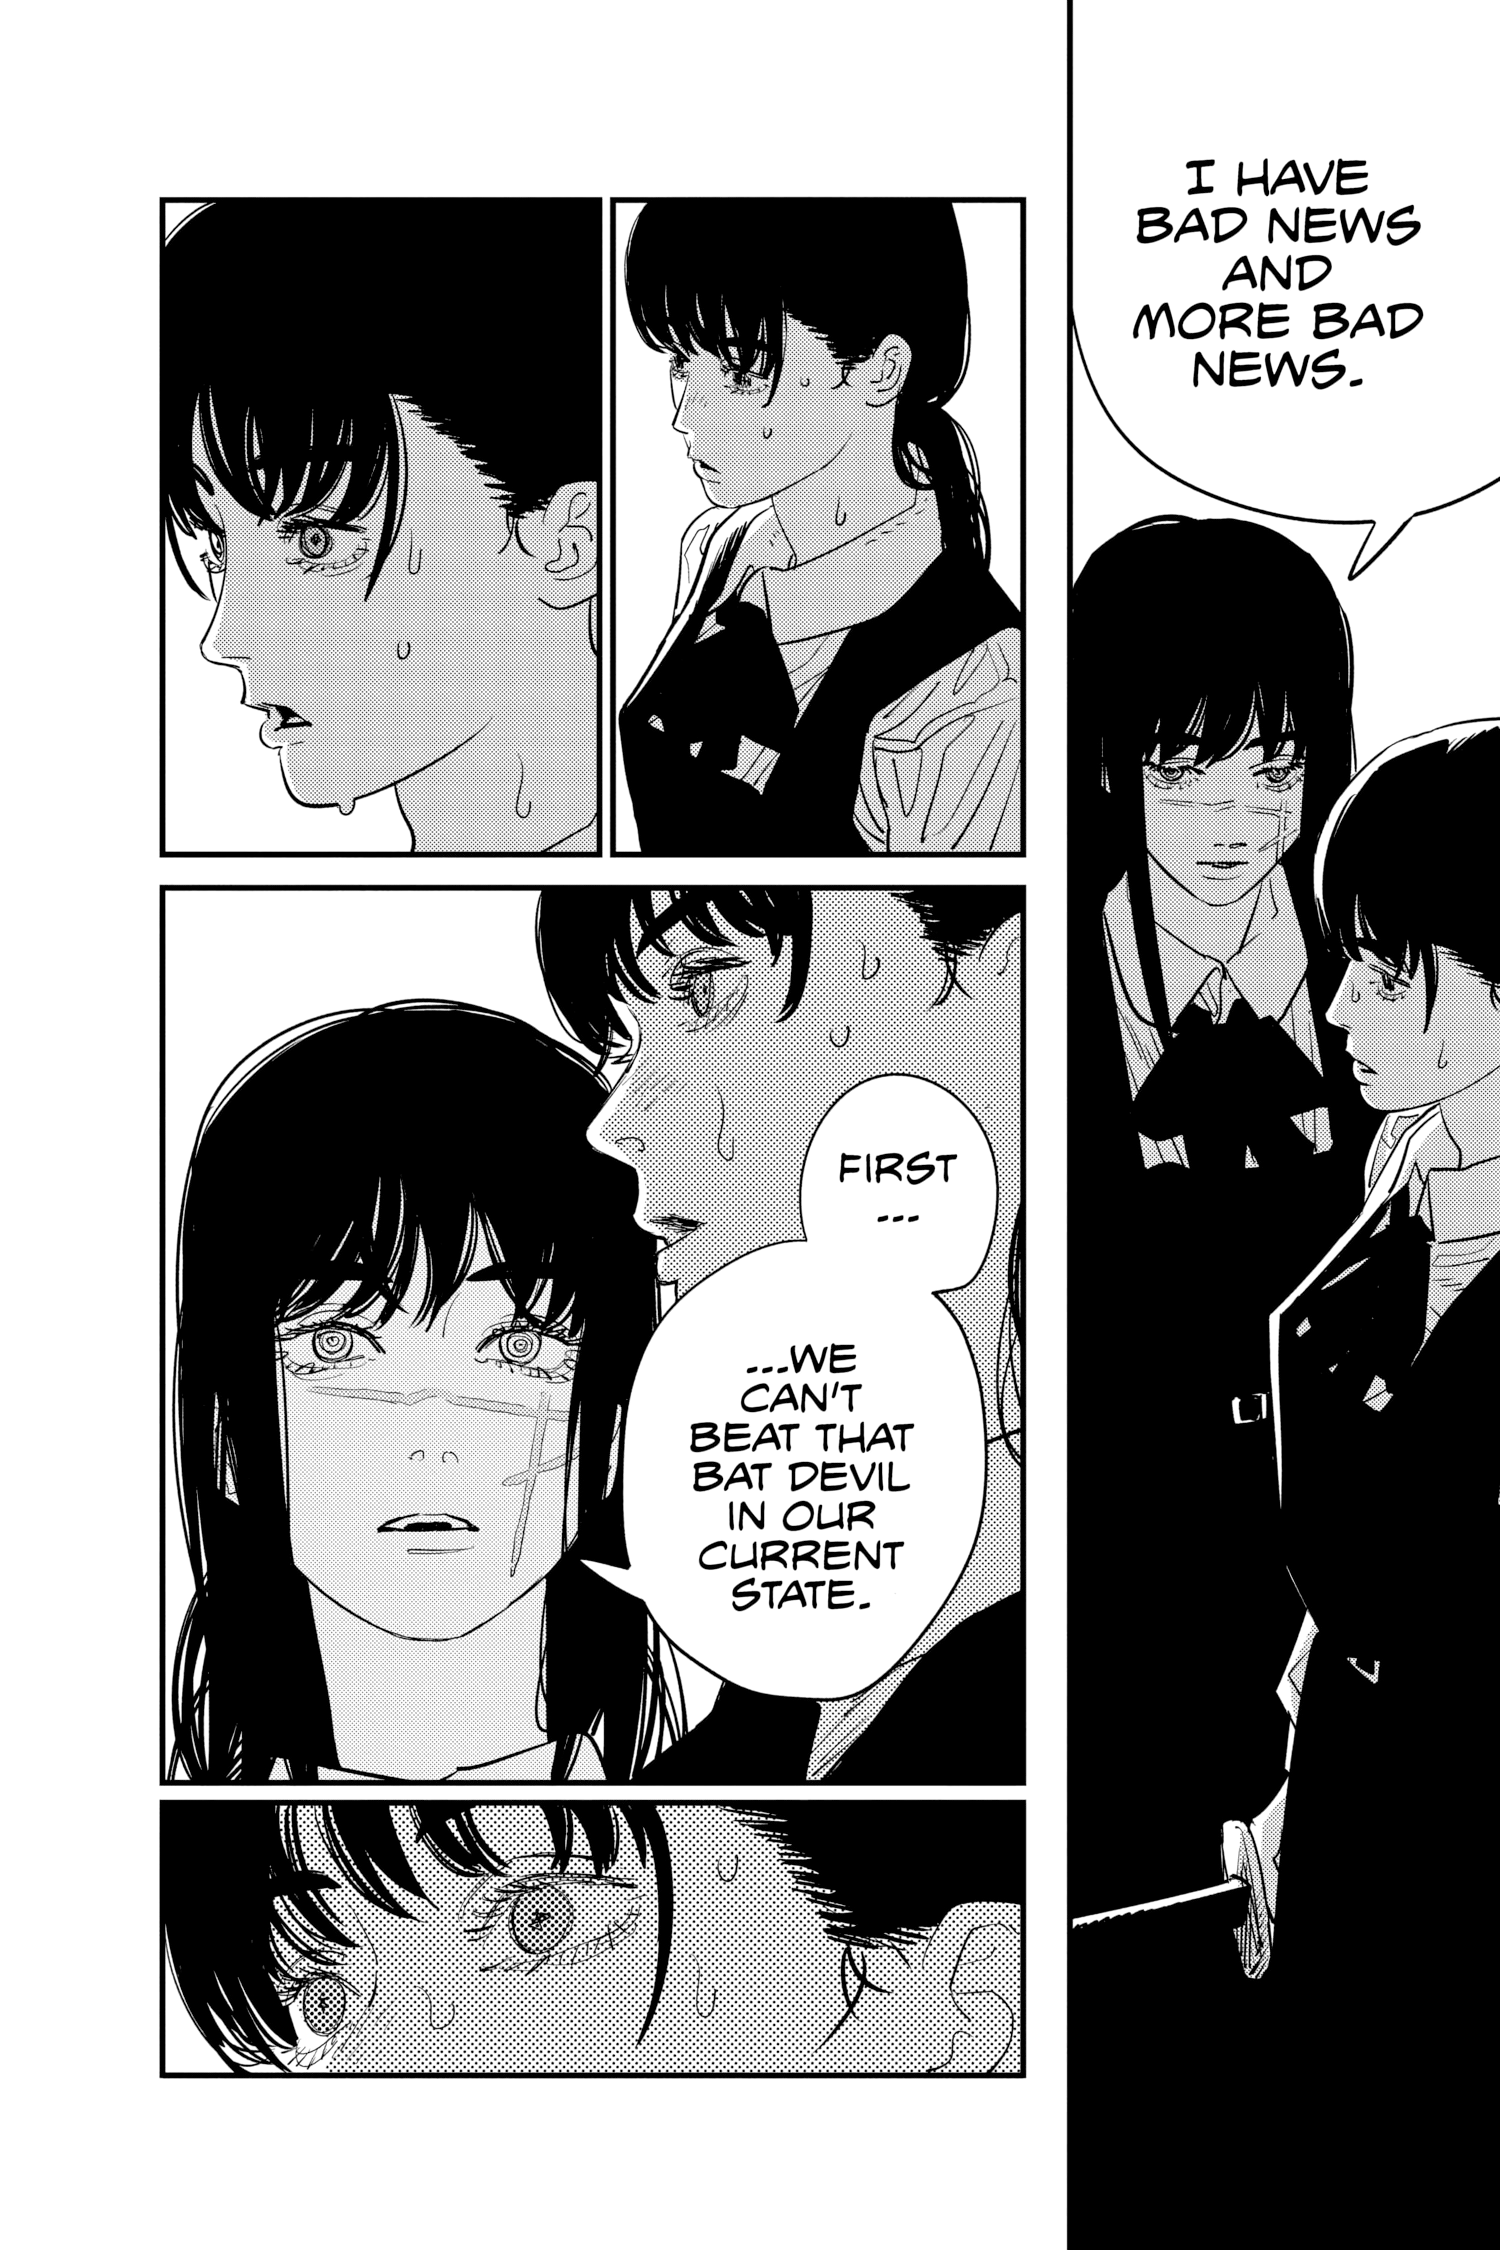 I HAVE
BAD NEWS
AND
MORE BAD
NEWS.
FIRST
...
...WE
CAN'T
BEAT THAT
BAT DEVIL
IN OUR
CURRENT
STATE.